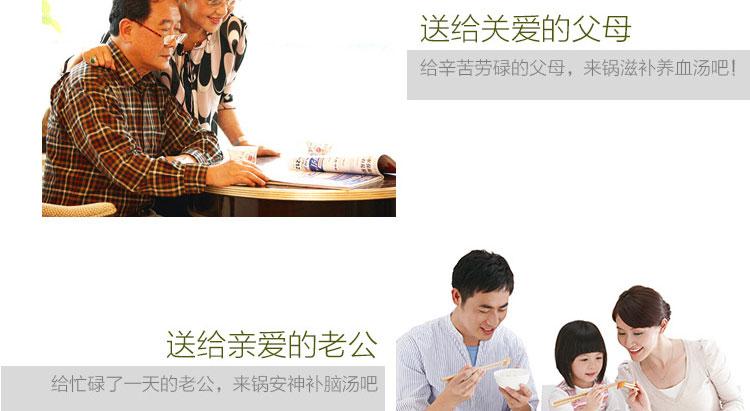 送给关爱的父母
给辛苦劳碌的父母，来锅滋补养血汤吧！
送给亲爱的老公
给忙碌了一天的老公，来锅安神补脑汤吧